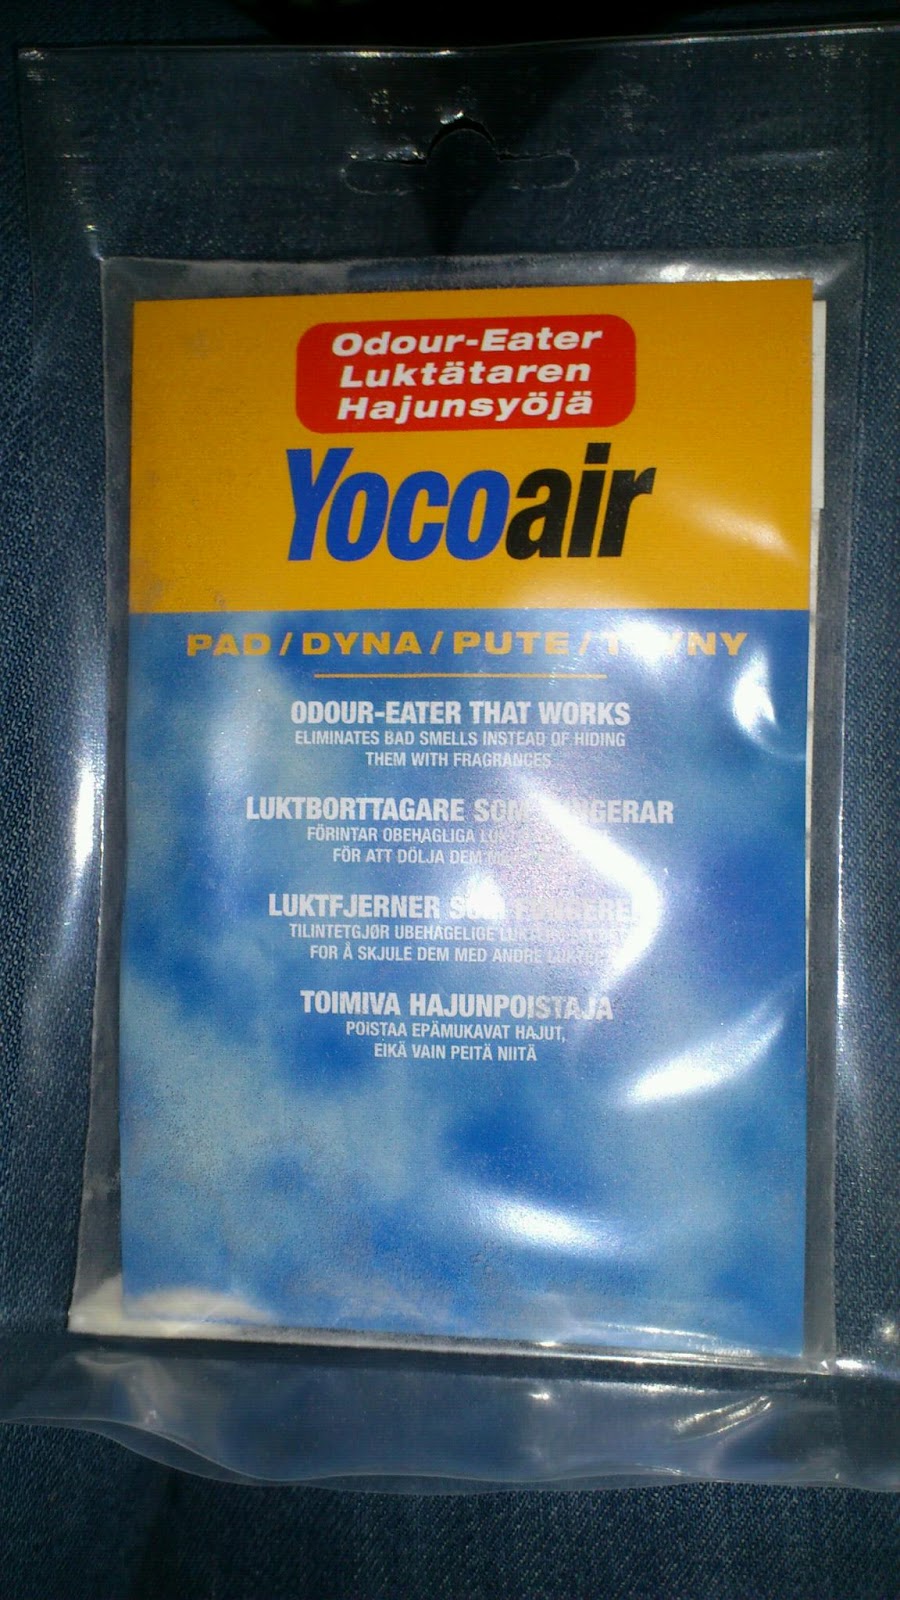 Odour-Eater
Luktätaren
Hajunsyöjä
Yocoair
PAD / DYNA / PUTE /
ODOUR-EATER THAT WORKS
ELIMINATES BAD SMELLS INSTEAD OF HIDING
THEM WITH FRAGRANCES
LUKTBORTTAGARE SOM
FÖRINTAR OBEHAGLIGA
FÖR ATT DÖLJA DEM
LUKTFJERNER SOM
TILINTETGJØR UBEHAGELIGE
FOR Å SKJULE DEM MED ANDRE
TOIMIVA HAJUNPOISTAJA
POISTAA EPÄMUKAVAT HAJUT,
EIKÄ VAIN PEITÄ NIITÄ